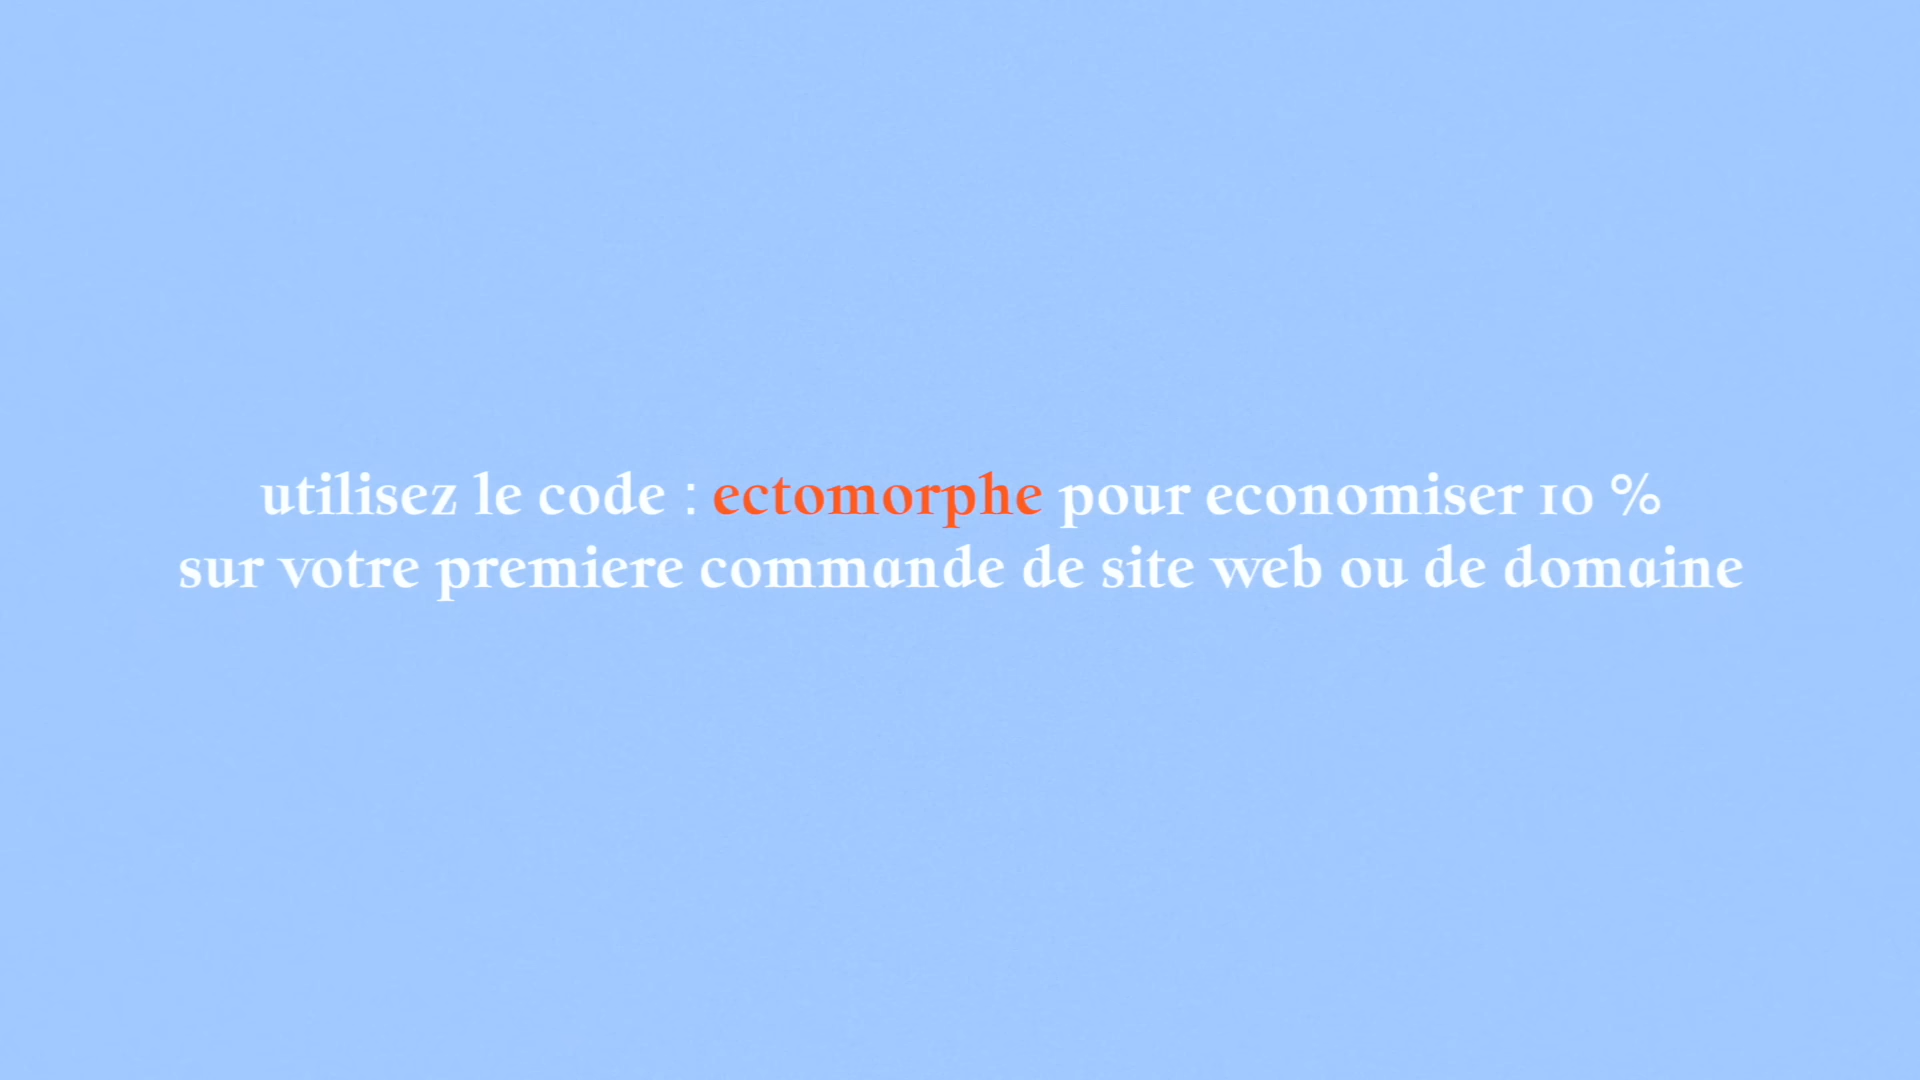 utilisez le code : ectomorphe pour economiser 10 %
sur votre premiere commande de site web ou de domaine